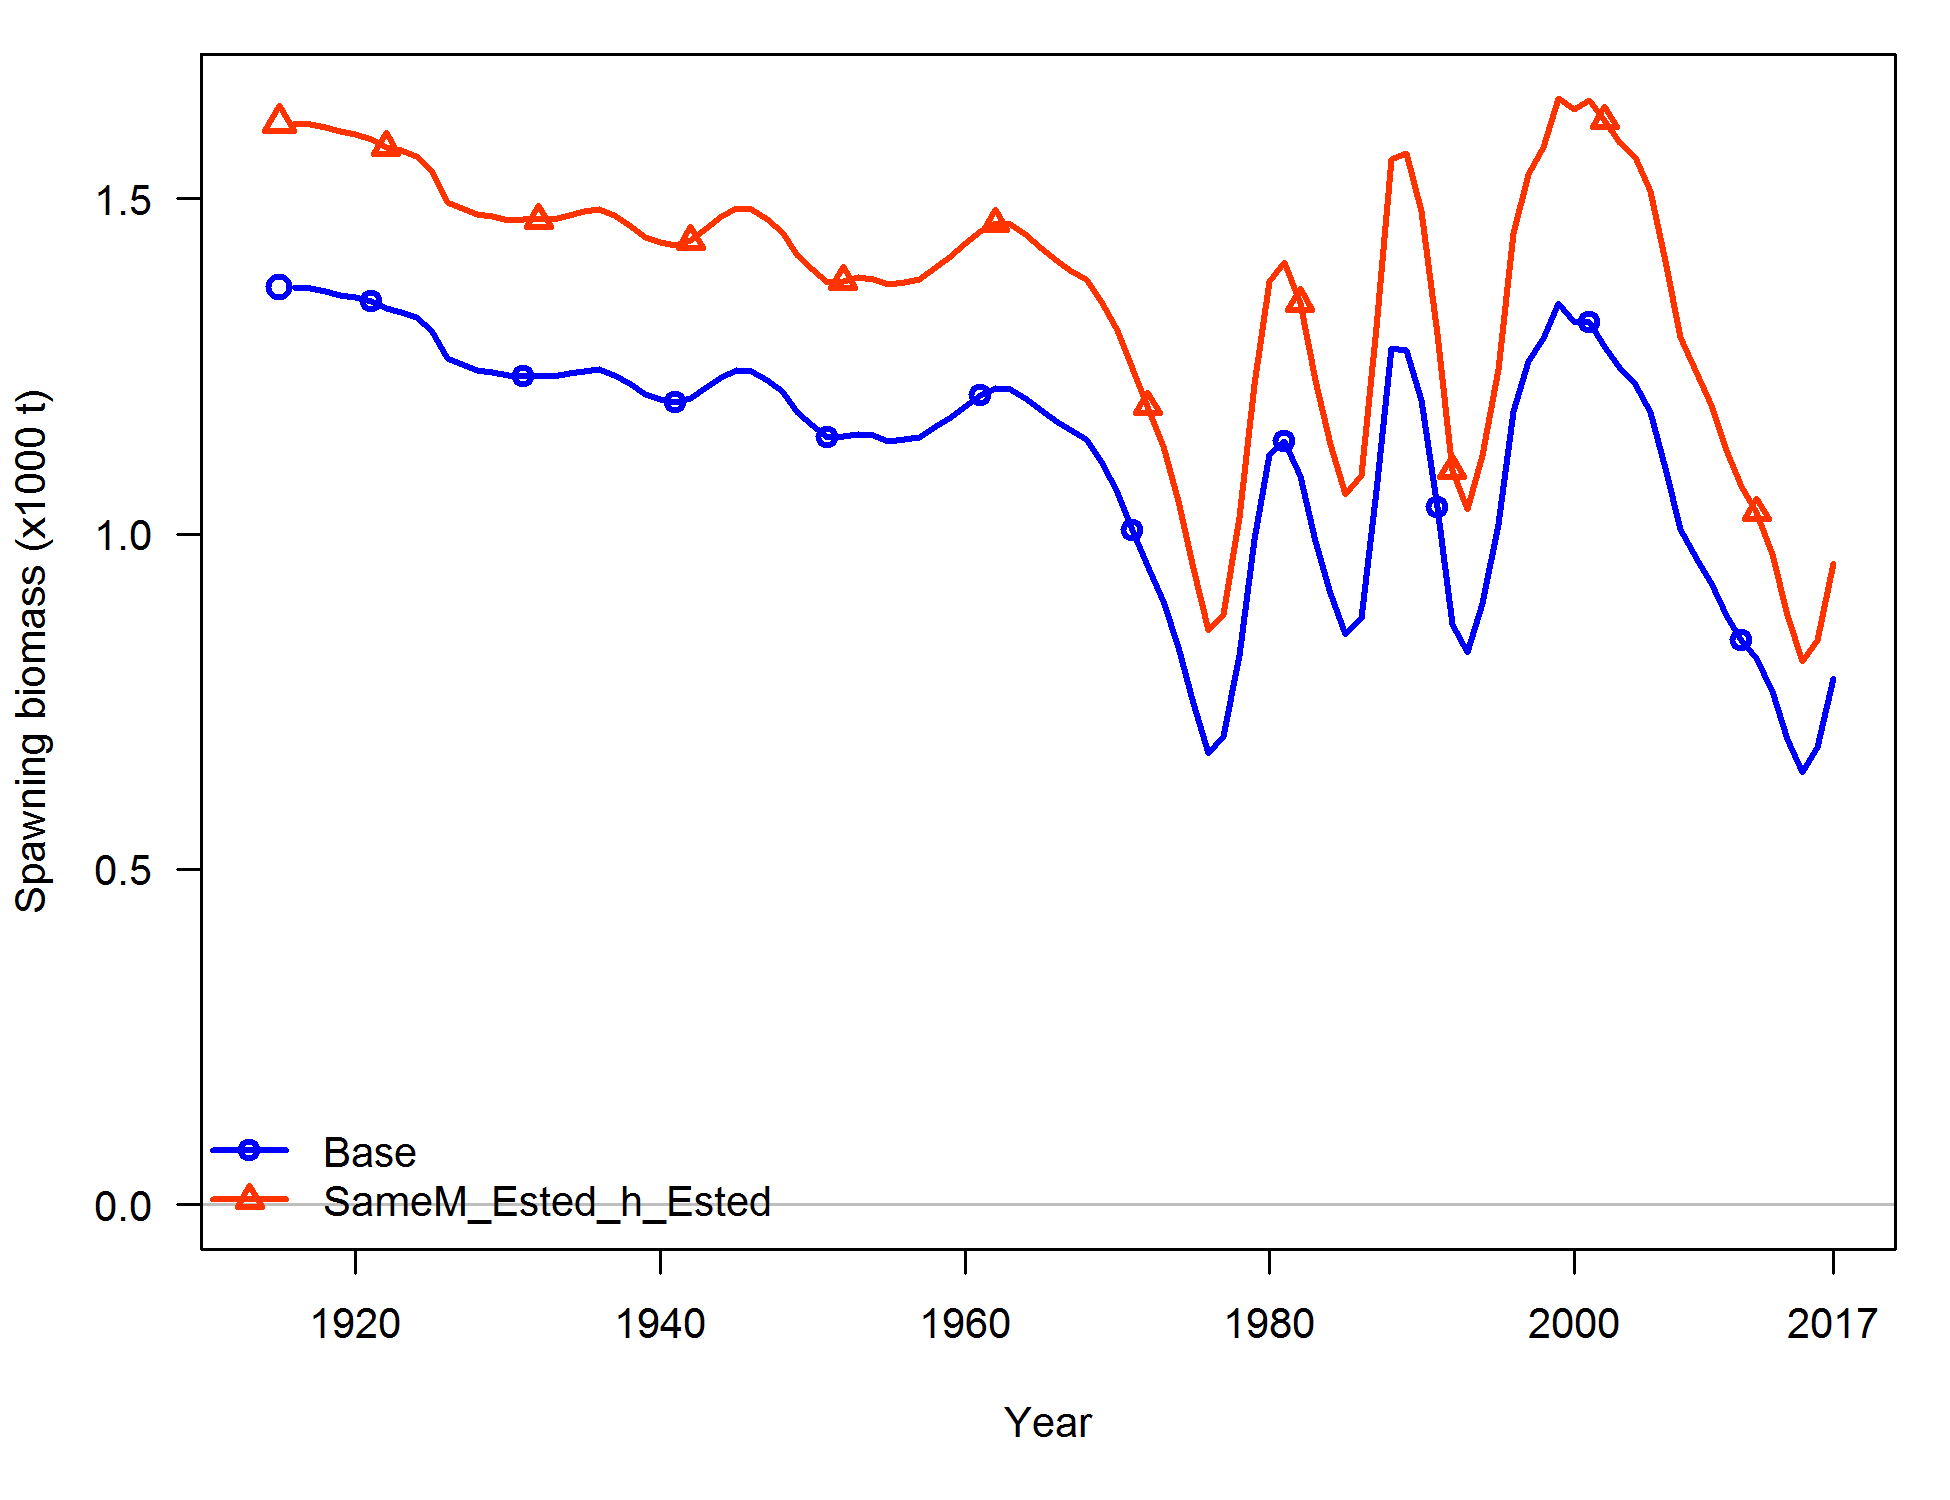 Spawning biomass (x1000 t)
1.5
1.0
0.5
0.0
Base
SameM_Ested_h_Ested
1920 1940 1960 1980 2000 2017
Year